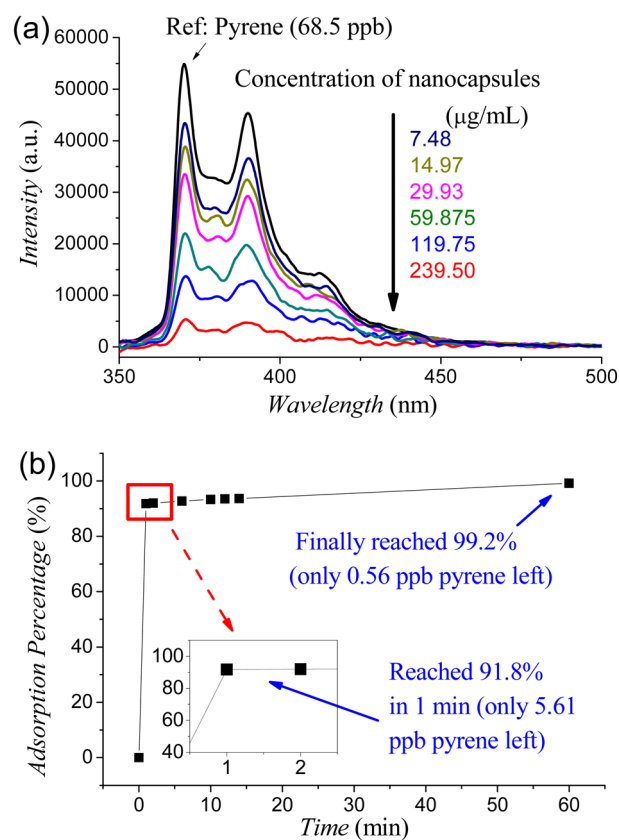 (a)
Ref: Pyrene (68.5 ppb)
Concentration of nanocapsules
(μg/mL)
7.48
14.97
29.93
59.875
119.75
239.50
60000
50000
40000
30000
20000
10000
0
Intensity (a.u.)
350
400
450
500
Wavelength (nm)
(b)
100
80
60
40
20
0
Adsorption Percentage (%)
Finally reached 99.2%
(only 0.56 ppb pyrene left)
100
80
60
40
1
2
Reached 91.8%
in 1 min (only 5.61
ppb pyrene left)
0
10
20
30
40
50
60
Time (min)